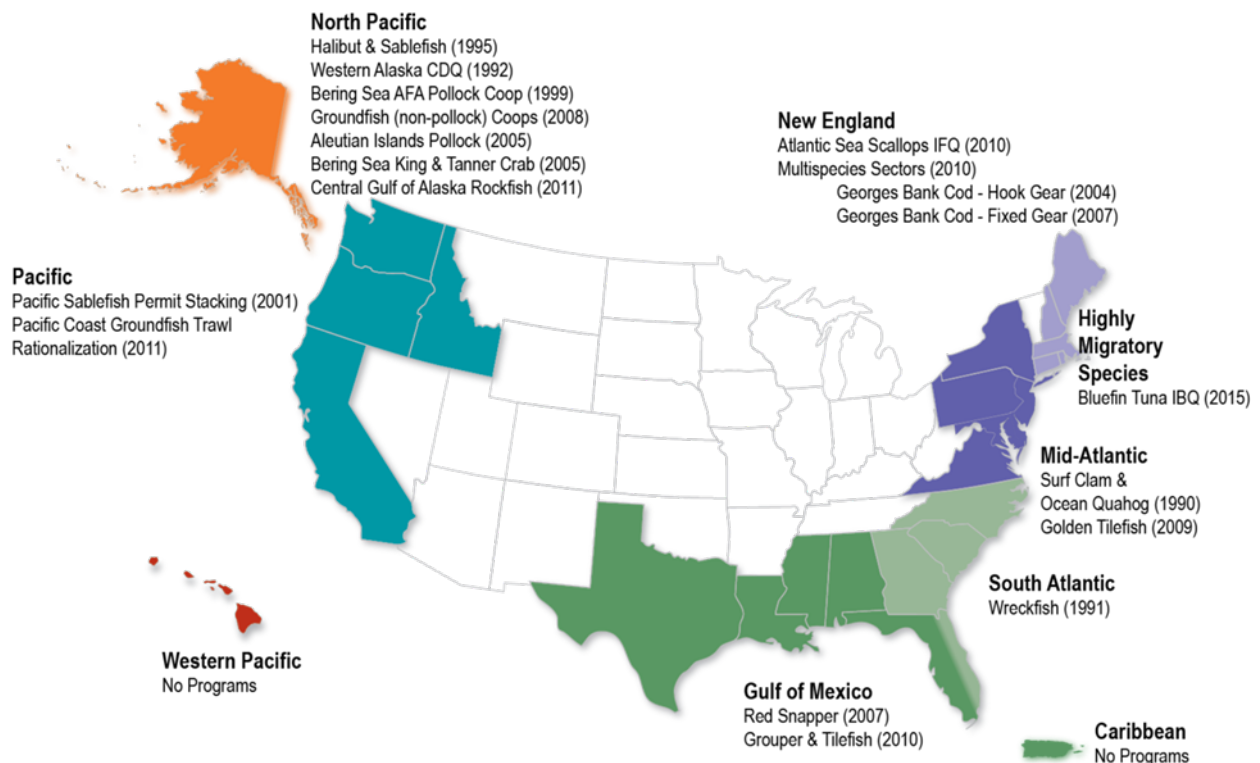 North Pacific
Halibut & Sablefish (1995)
Western Alaska CDQ (1992)
Bering Sea AFA Pollock Coop (1999)
Groundfish (non-pollock) Coops (2008)
Aleutian Islands Pollock (2005)
Bering Sea King & Tanner Crab (2005)
Central Gulf of Alaska Rockfish (2011)
New England
Atlantic Sea Scallops IFQ (2010)
Multispecies Sectors (2010)
Georges Bank Cod - Hook Gear (2004)
Georges Bank Cod - Fixed Gear (2007)
Pacific
Pacific Sablefish Permit Stacking (2001)
Pacific Coast Groundfish Trawl
Rationalization (2011)
Highly
Migratory
Species
Bluefin Tuna IBQ (2015)
Mid-Atlantic
Surf Clam &
Ocean Quahog (1990)
Golden Tilefish (2009)
South Atlantic
Wreckfish (1991)
Western Pacific
No Programs
Gulf of Mexico
Red Snapper (2007)
Grouper & Tilefish (2010)
Caribbean
No Programs